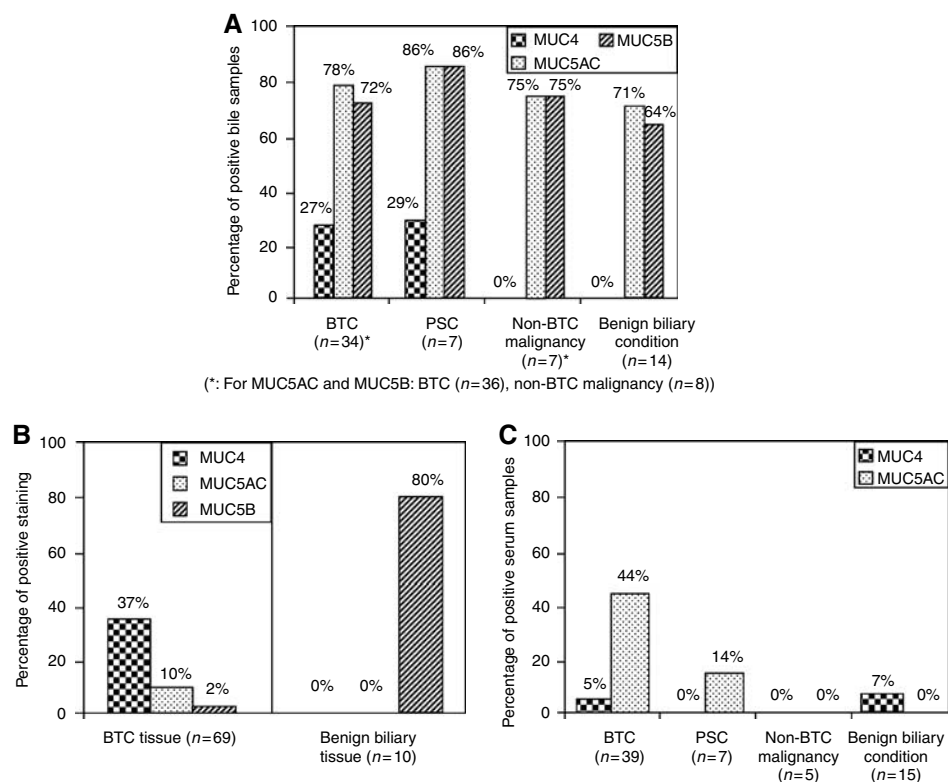 A
Percentage of positive bile samples
100
80
60
40
20
0
MUC4 MUC5B
MUC5AC
27%
78%
72%
29%
86%
86%
0%
75%
75%
0%
71%
64%
BTC
(n=34)*
PSC
(n=7)
Non-BTC
malignancy
(n=7)*
Benign biliary
condition
(n=14)
(*: For MUC5AC and MUC5B: BTC (n=36), non-BTC malignancy (n=8))
B
Percentage of positive staining
100
80
60
40
20
0
MUC4
MUC5AC
MUC5B
37%
10%
2%
0%
0%
80%
BTC tissue (n=69)
Benign biliary
tissue (n=10)
C
Percentage of positive serum samples
100
80
60
40
20
0
MUC4
MUC5AC
5%
44%
0%
14%
0%
0%
7%
0%
BTC
(n=39)
PSC
(n=7)
Non-BTC
malignancy
(n=5)
Benign biliary
condition
(n=15)